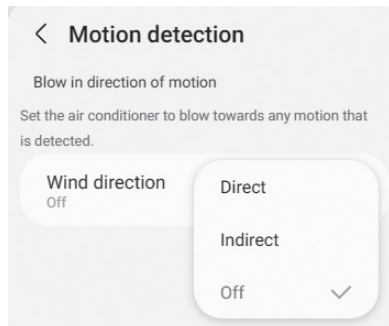 Motion detection
Blow in direction of motion
Set the air conditioner to blow towards any motion that
is detected.
Wind direction
Off
Direct
Indirect
Off